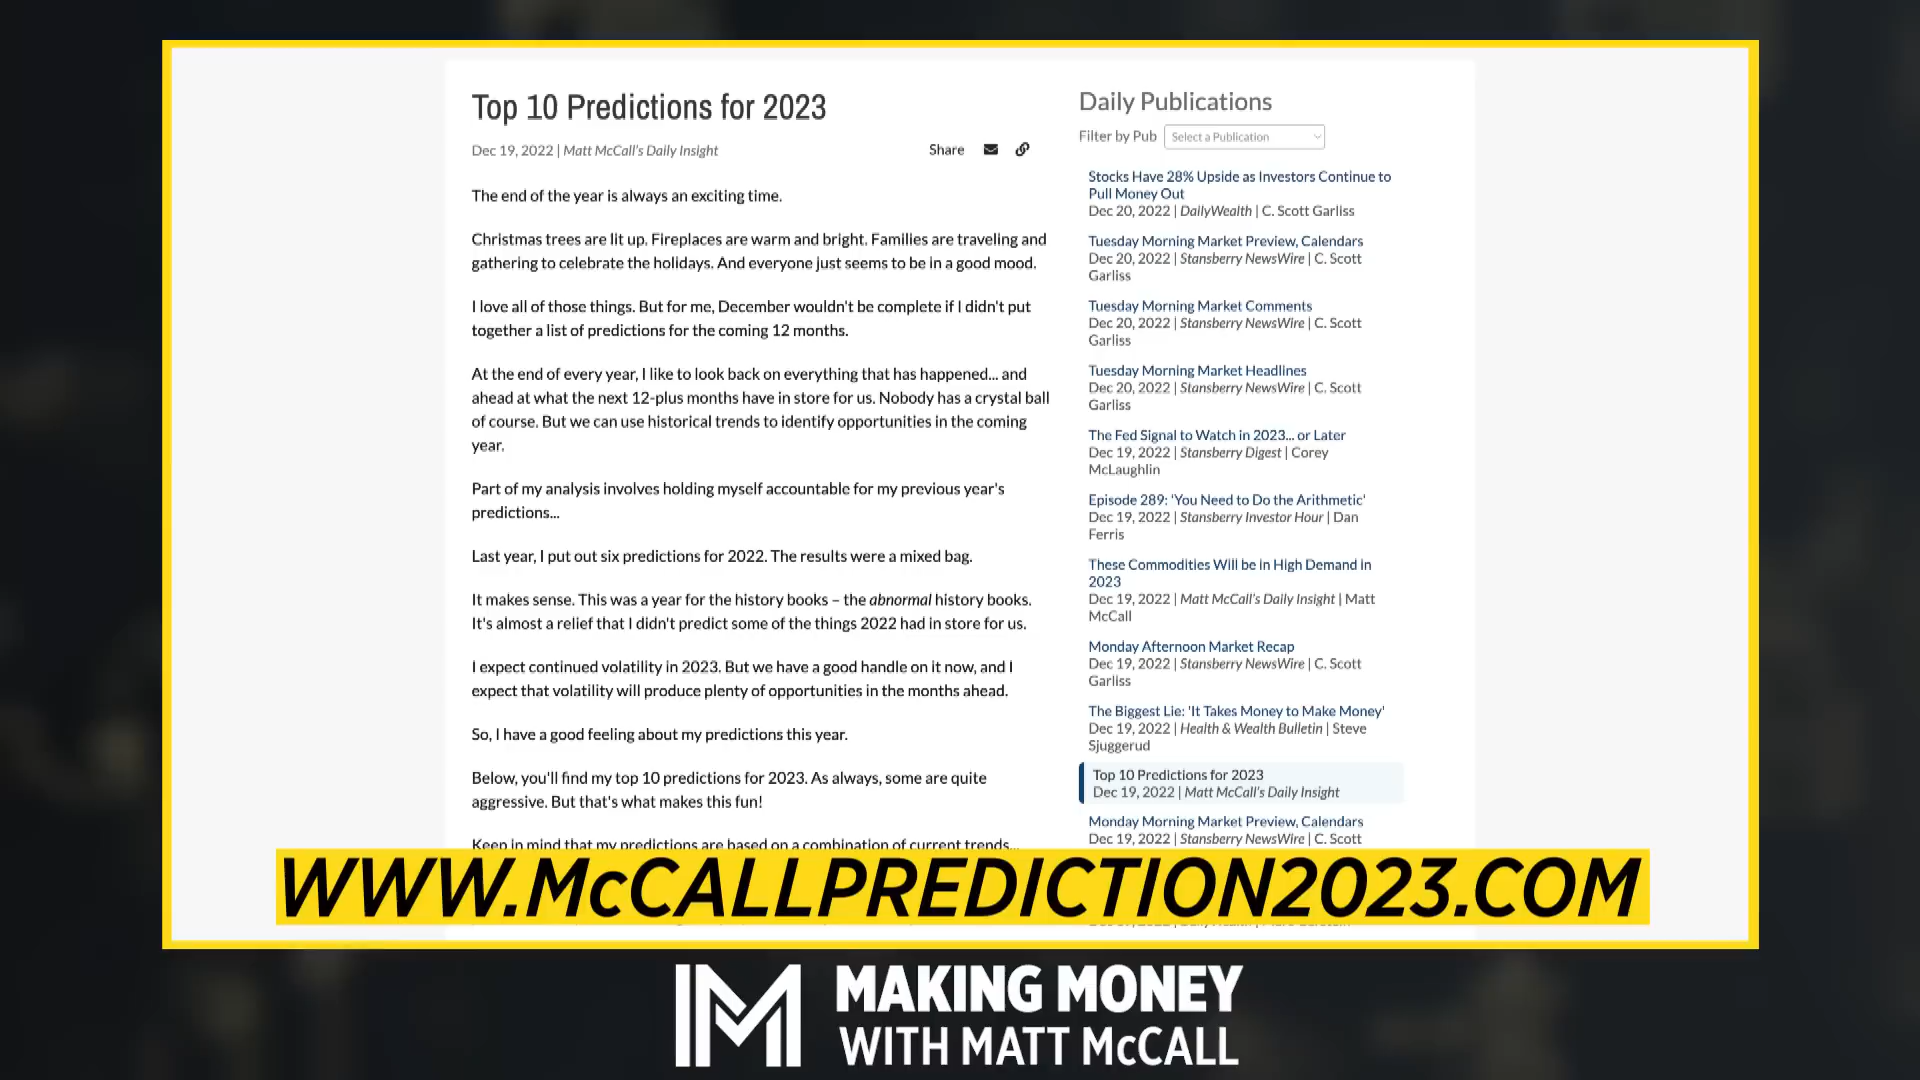 Top 10 Predictions for 2023
Dec 19, 2022 | Matt McCall's Daily Insight
Share
The end of the year is always an exciting time.
Christmas trees are lit up. Fireplaces are warm and bright. Families are traveling and
gathering to celebrate the holidays. And everyone just seems to be in a good mood.
I love all of those things. But for me, December wouldn't be complete if I didn't put
together a list of predictions for the coming 12 months.
At the end of every year, I like to look back on everything that has happened... and
ahead at what the next 12-plus months have in store for us. Nobody has a crystal ball
of course. But we can use historical trends to identify opportunities in the coming
year.
Part of my analysis involves holding myself accountable for my previous year's
predictions...
Last year, I put out six predictions for 2022. The results were a mixed bag.
It makes sense. This was a year for the history books – the abnormal history books.
It's almost a relief that I didn't predict some of the things 2022 had in store for us.
I expect continued volatility in 2023. But we have a good handle on it now, and I
expect that volatility will produce plenty of opportunities in the months ahead.
So, I have a good feeling about my predictions this year.
Below, you'll find my top 10 predictions for 2023. As always, some are quite
aggressive. But that's what makes this fun!
Keep in mind that my predictions are based on a combination of current trends...
Daily Publications
Filter by Pub Select a Publication
Stocks Have 28% Upside as Investors Continue to
Pull Money Out
Dec 20, 2022 | DailyWealth | C. Scott Garliss
Tuesday Morning Market Preview, Calendars
Dec 20, 2022 | Stansberry NewsWire | C. Scott
Garliss
Tuesday Morning Market Comments
Dec 20, 2022 | Stansberry NewsWire | C. Scott
Garliss
Tuesday Morning Market Headlines
Dec 20, 2022 | Stansberry NewsWire | C. Scott
Garliss
The Fed Signal to Watch in 2023... or Later
Dec 19, 2022 | Stansberry Digest | Corey
McLaughlin
Episode 289: 'You Need to Do the Arithmetic'
Dec 19, 2022 | Stansberry Investor Hour | Dan
Ferris
These Commodities Will be in High Demand in
2023
Dec 19, 2022 | Matt McCall's Daily Insight | Matt
McCall
Monday Afternoon Market Recap
Dec 19, 2022 | Stansberry NewsWire | C. Scott
Garliss
The Biggest Lie: 'It Takes Money to Make Money'
Dec 19, 2022 | Health & Wealth Bulletin | Steve
Sjuggerud
Top 10 Predictions for 2023
Dec 19, 2022 | Matt McCall's Daily Insight
Monday Morning Market Preview, Calendars
Dec 19, 2022 | Stansberry NewsWire | C. Scott
WWW.McCALLPREDICTION2023.COM
MAKING MONEY
WITH MATT McCALL